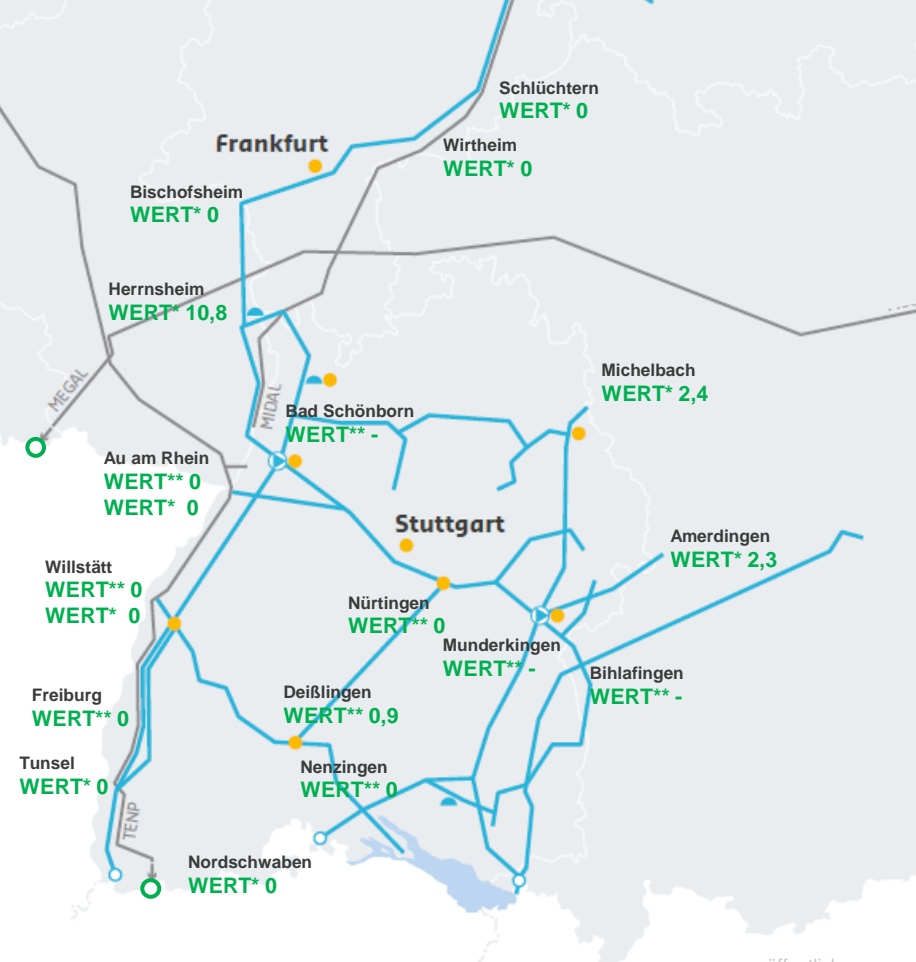 Schlüchtern
WERT* 0
Frankfurt
Wirtheim
WERT* 0
Bischofsheim
WERT* 0
Herrnsheim
WERT* 10,8
MEGAL
MIDAL
Michelbach
WERT* 2,4
Bad Schönborn
WERT** -
Au am Rhein
WERT** 0
WERT* 0
Stuttgart
Amerdingen
WERT* 2,3
Willstätt
WERT** 0
WERT* 0
Nürtingen
WERT** 0
Munderkingen
WERT** -
Bihlafingen
WERT** -
Freiburg
WERT** 0
Deißlingen
WERT** 0,9
Tunsel
WERT* 0
Nenzingen
WERT** 0
TENP
Nordschwaben
WERT* 0